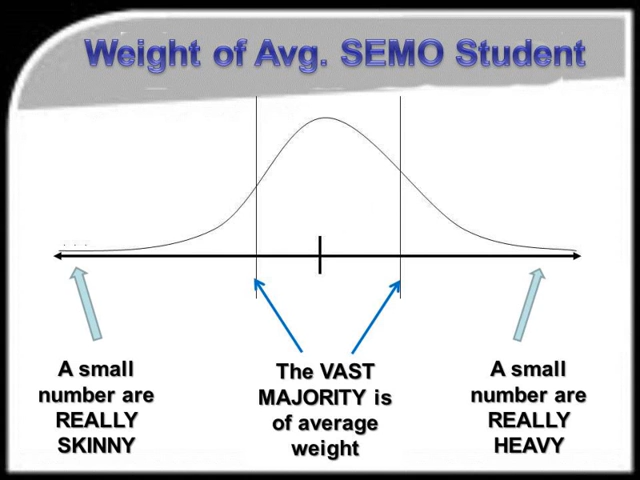 Weight of Avg. SEMO Student
. . .
A small
number are
REALLY
SKINNY
The VAST
MAJORITY is
of average
weight
A small
number are
REALLY
HEAVY